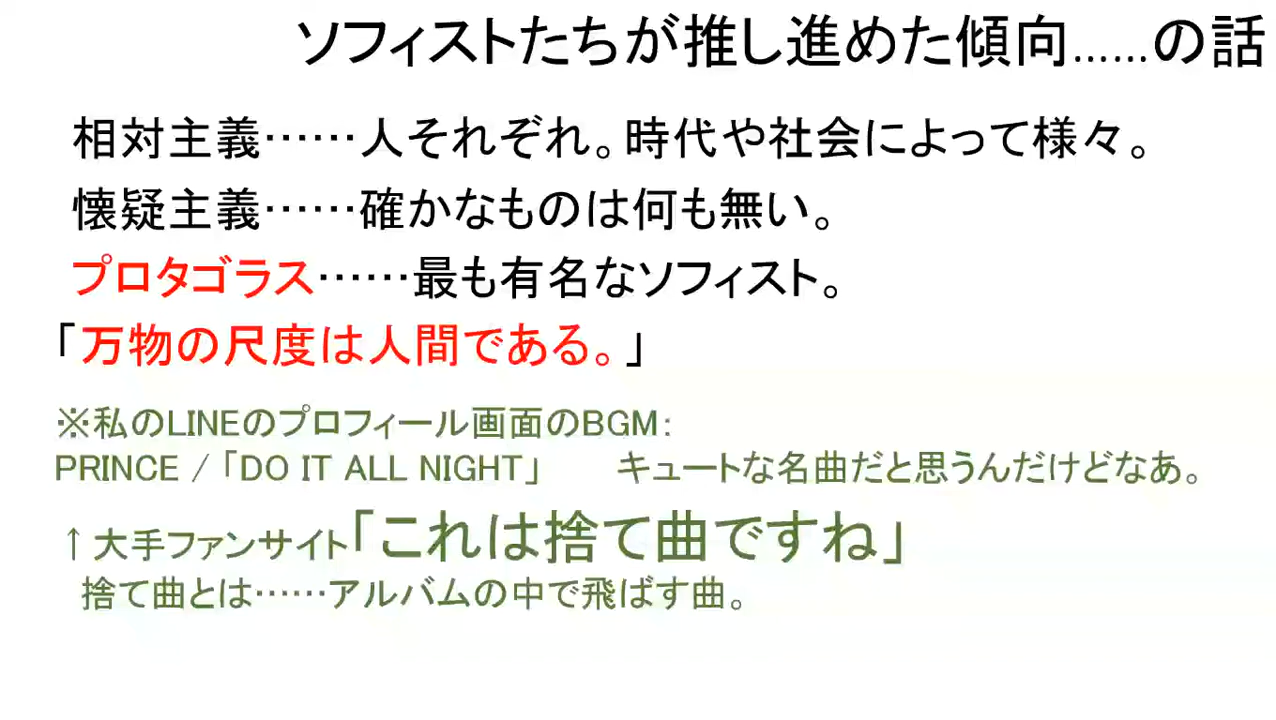 ソフィストたちが推し進めた傾向……の話
相対主義……人それぞれ。時代や社会によって様々。
懐疑主義……確かなものは何も無い。
プロタゴラス……最も有名なソフィスト。
「万物の尺度は人間である。」
※私のLINEのプロフィール画面のBGM：
PRINCE / 「DO IT ALL NIGHT」　　キュートな名曲だと思うんだけどなあ。
↑大手ファンサイト「これは捨て曲ですね」
捨て曲とは……アルバムの中で飛ばす曲。